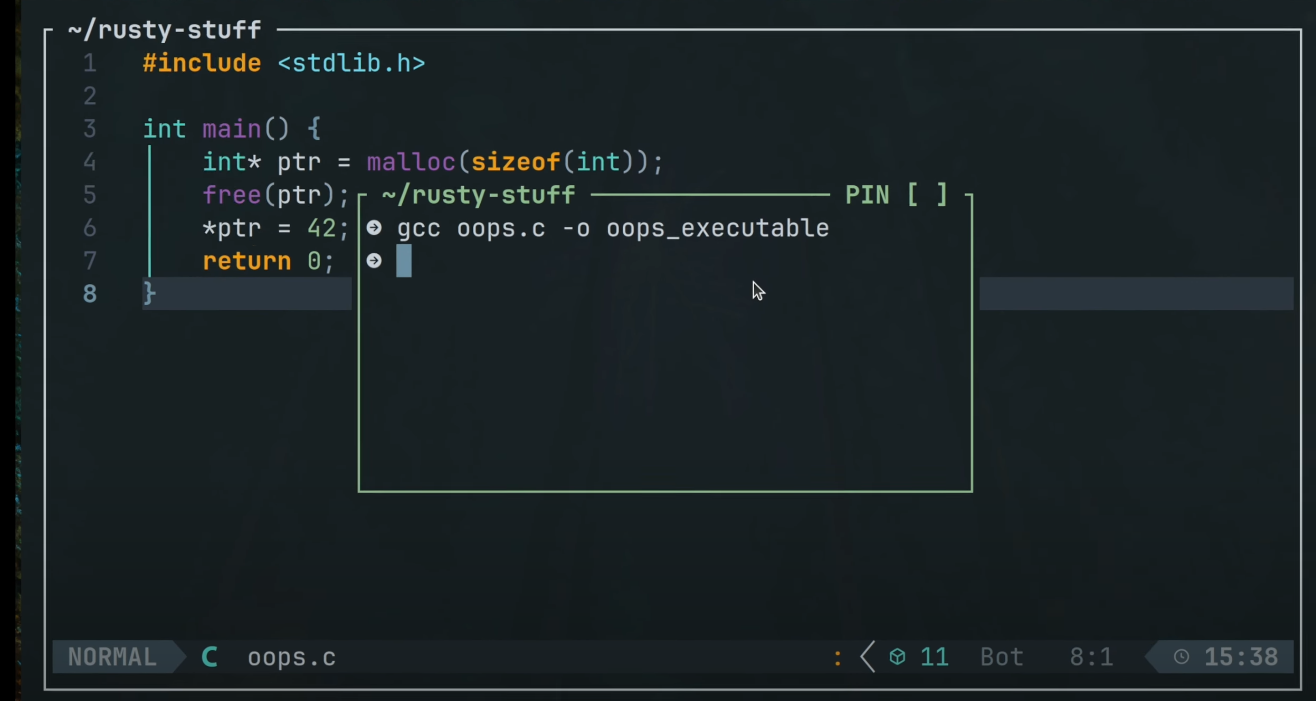 ~/rusty-stuff
1 #include <stdlib.h>
2
3 int main() {
4 int* ptr = malloc(sizeof(int));
5 free(ptr);
6 *ptr = 42;
7 return 0;
8 }
~/rusty-stuff PIN [ ]
gcc oops.c -o oops_executable
NORMAL C oops.c : 11 Bot 8:1 15:38